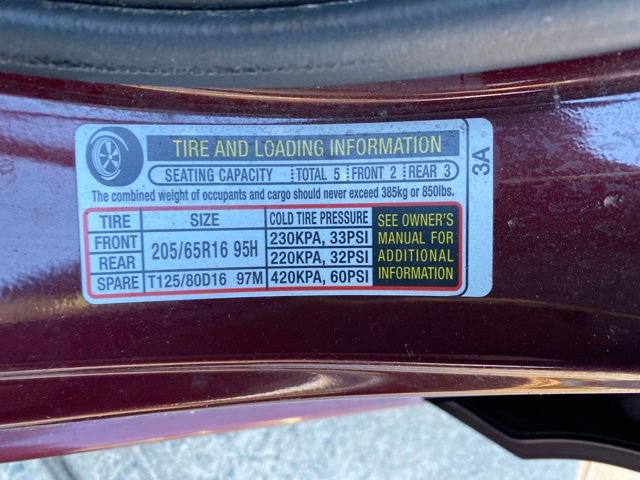 TIRE AND LOADING INFORMATION
SEATING CAPACITY TOTAL 5 FRONT 2 REAR 3
The combined weight of occupants and cargo should never exceed 385kg or 850lbs.
TIRE SIZE COLD TIRE PRESSURE
FRONT 205/65R16 95H 230KPA, 33PSI
REAR 220KPA, 32PSI
SPARE T125/80D16 97M 420KPA, 60PSI
SEE OWNER'S
MANUAL FOR
ADDITIONAL
INFORMATION
3A